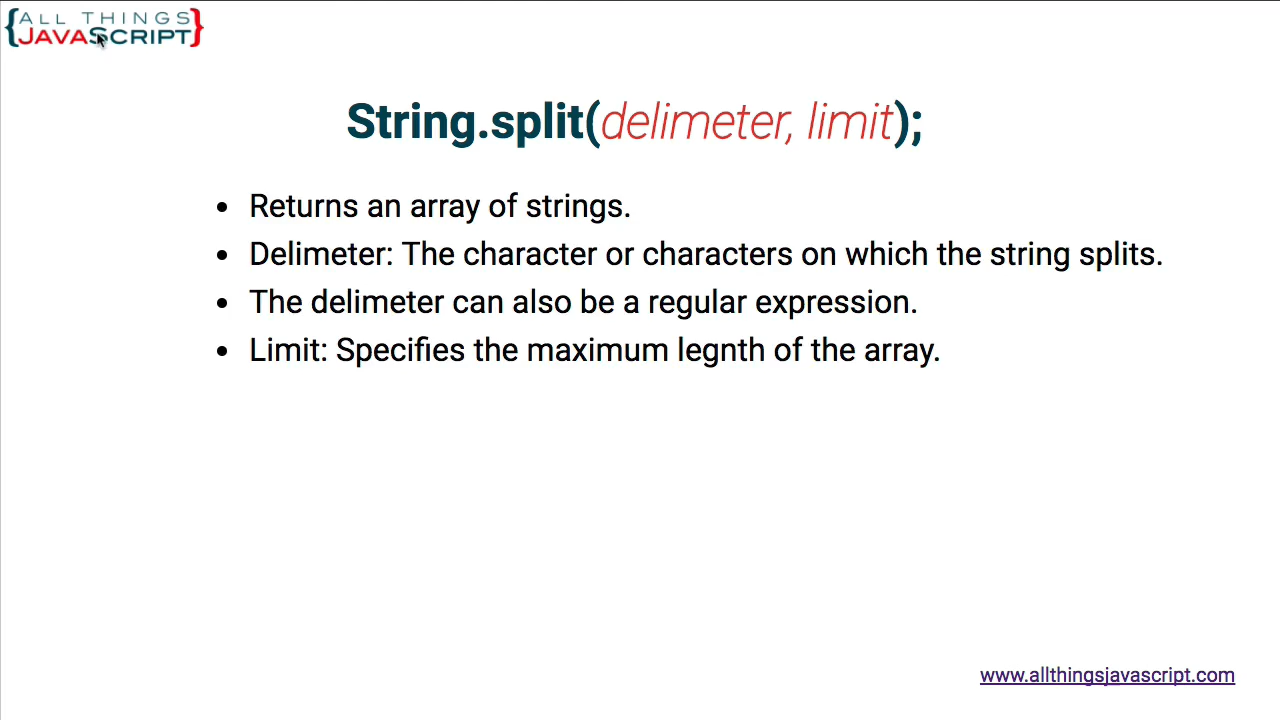 {ALL THINGS
JAVASCRIPT}
String.split(delimeter, limit);
• Returns an array of strings.
• Delimeter: The character or characters on which the string splits.
• The delimeter can also be a regular expression.
• Limit: Specifies the maximum legnth of the array.
www.allthingsjavascript.com